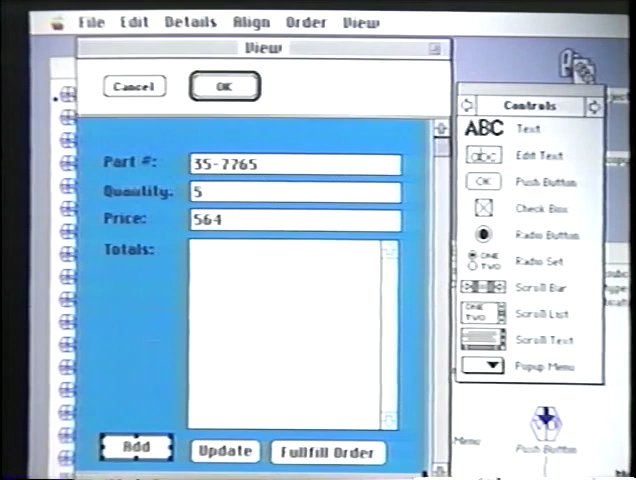 File Edit Details Align Order View
View
Cancel
OK
Controls
ABC Text
abc Edit Text
OK Push Button
Check Box
Radio Button
ONE
TWO
Radio Set
Scroll Bar
ONE
TWO
Scroll List
Scroll Text
Popup Menu
Part #: 35-7765
Quantity: 5
Price: 564
Totals:
Add
Update
Fullfill Order
Menu
Push Button